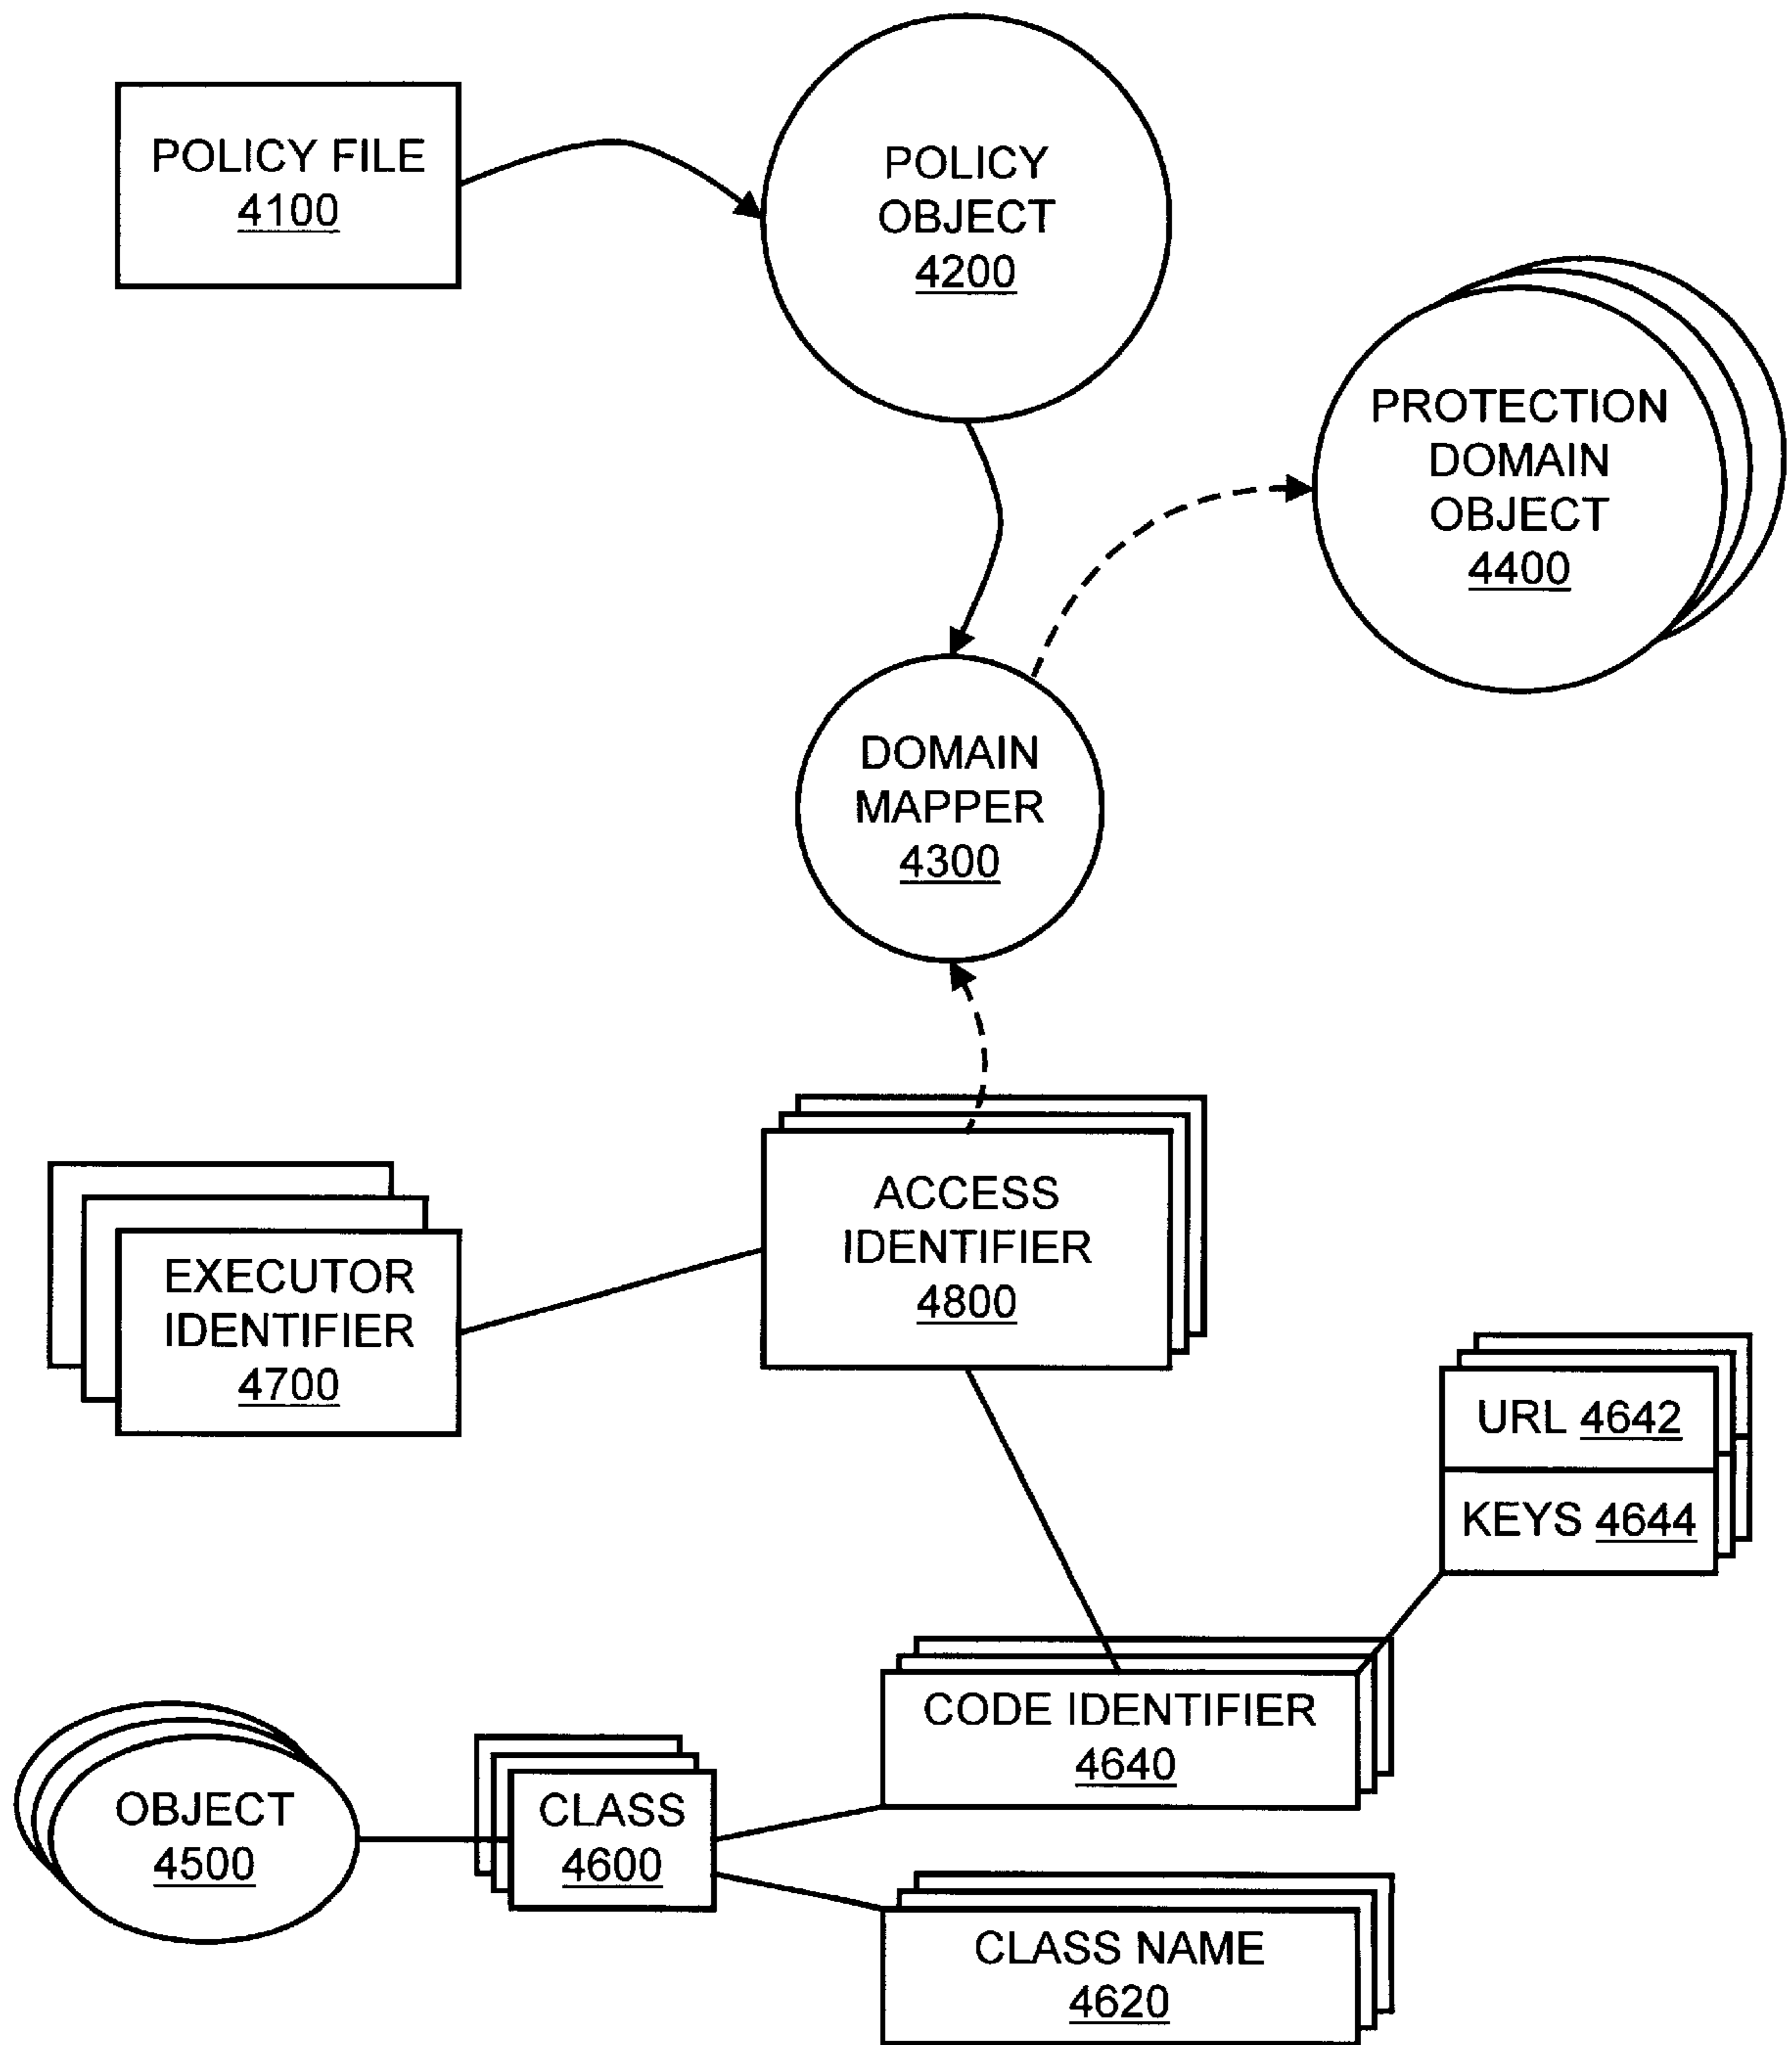 POLICY FILE
4100
POLICY
OBJECT
4200
PROTECTION
DOMAIN
OBJECT
4400
DOMAIN
MAPPER
4300
ACCESS
IDENTIFIER
4800
EXECUTOR
IDENTIFIER
4700
URL 4642
KEYS 4644
CODE IDENTIFIER
4640
OBJECT
4500
CLASS
4600
CLASS NAME
4620